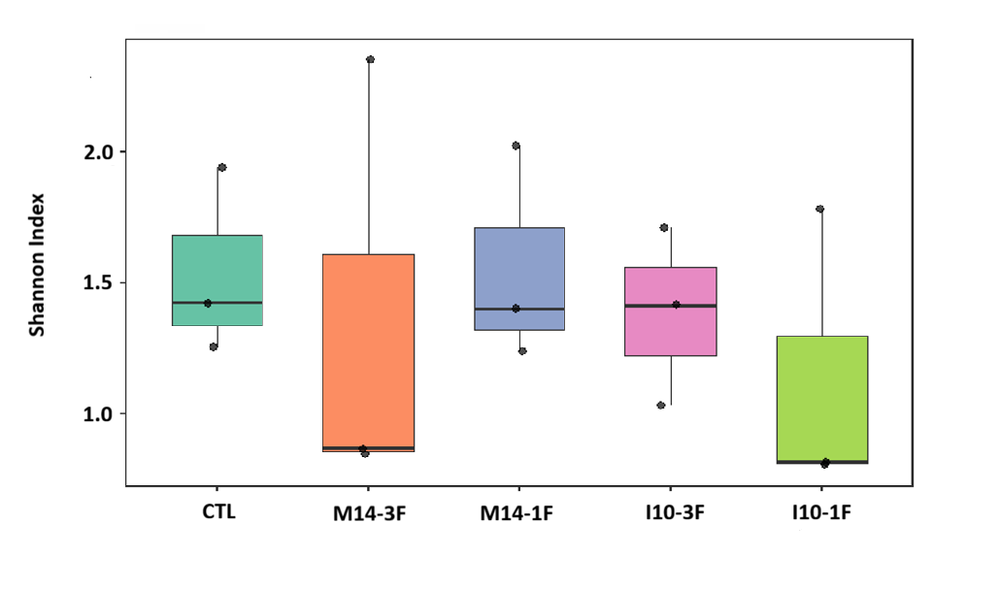 Shannon Index
2.0
1.5
1.0
CTL
M14-3F
M14-1F
I10-3F
I10-1F